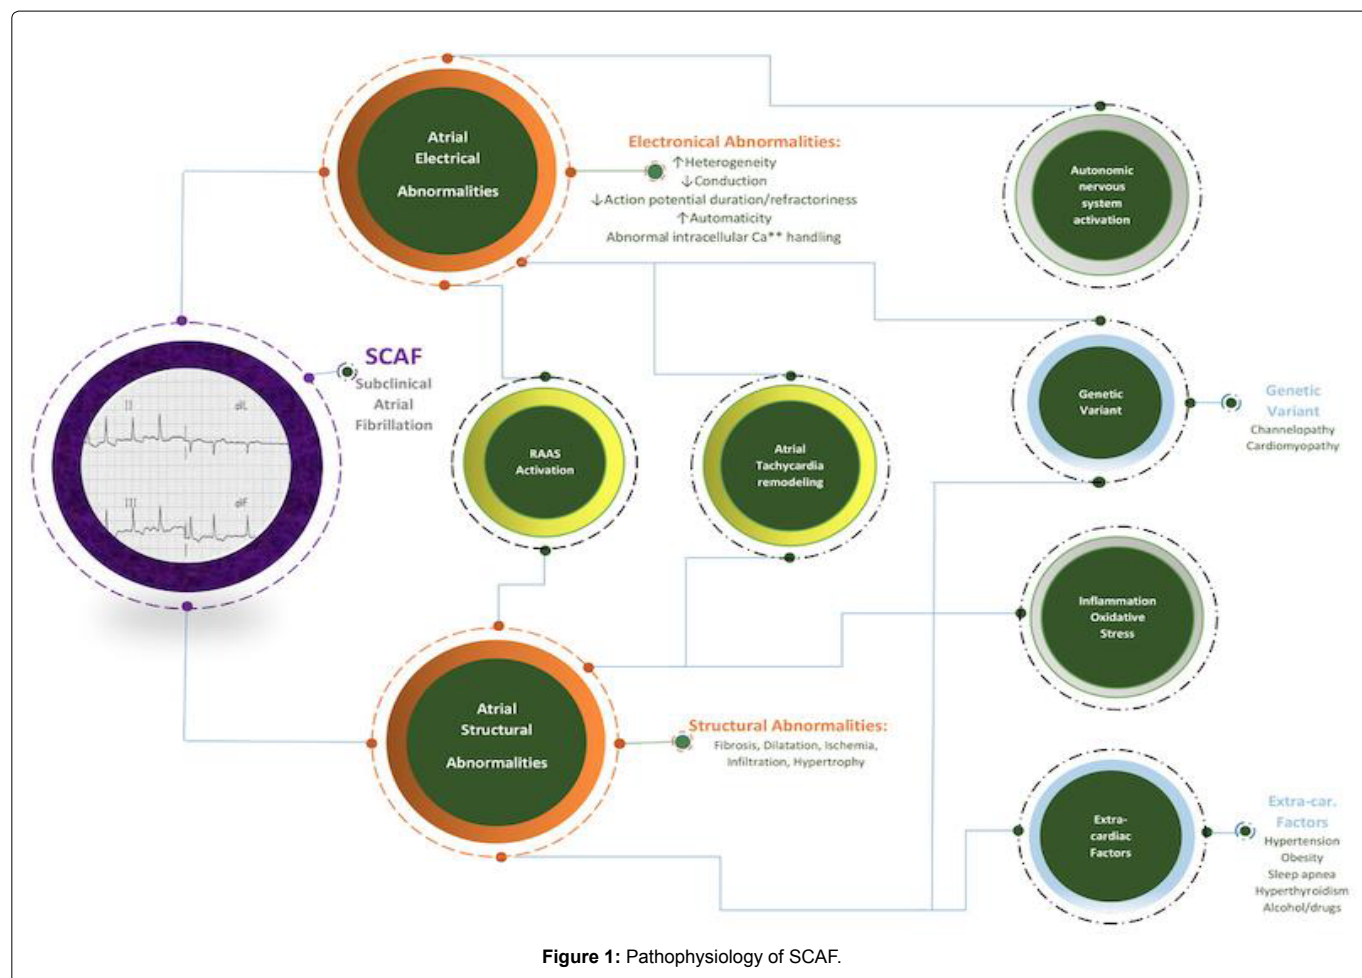 Atrial
Electrical
Abnormalities
Electronical Abnormalities:
↑Heterogeneity
↓Conduction
↓Action potential duration/refractoriness
↑Automaticity
Abnormal intracellular Ca** handling
Autonomic
nervous
system
activation
SCAF
Subclinical
Atrial
Fibrillation
II
aVL
III
aVF
RAAS
Activation
Atrial
Tachycardia
remodeling
Genetic
Variant
Genetic
Variant
Channelopathy
Cardiomyopathy
Inflammation
Oxidative
Stress
Atrial
Structural
Abnormalities
Structural Abnormalities:
Fibrosis, Dilatation, Ischemia,
Infiltration, Hypertrophy
Extra-
cardiac
Factors
Extra-car.
Factors
Hypertension
Obesity
Sleep apnea
Hyperthyroidism
Alcohol/drugs
Figure 1: Pathophysiology of SCAF.